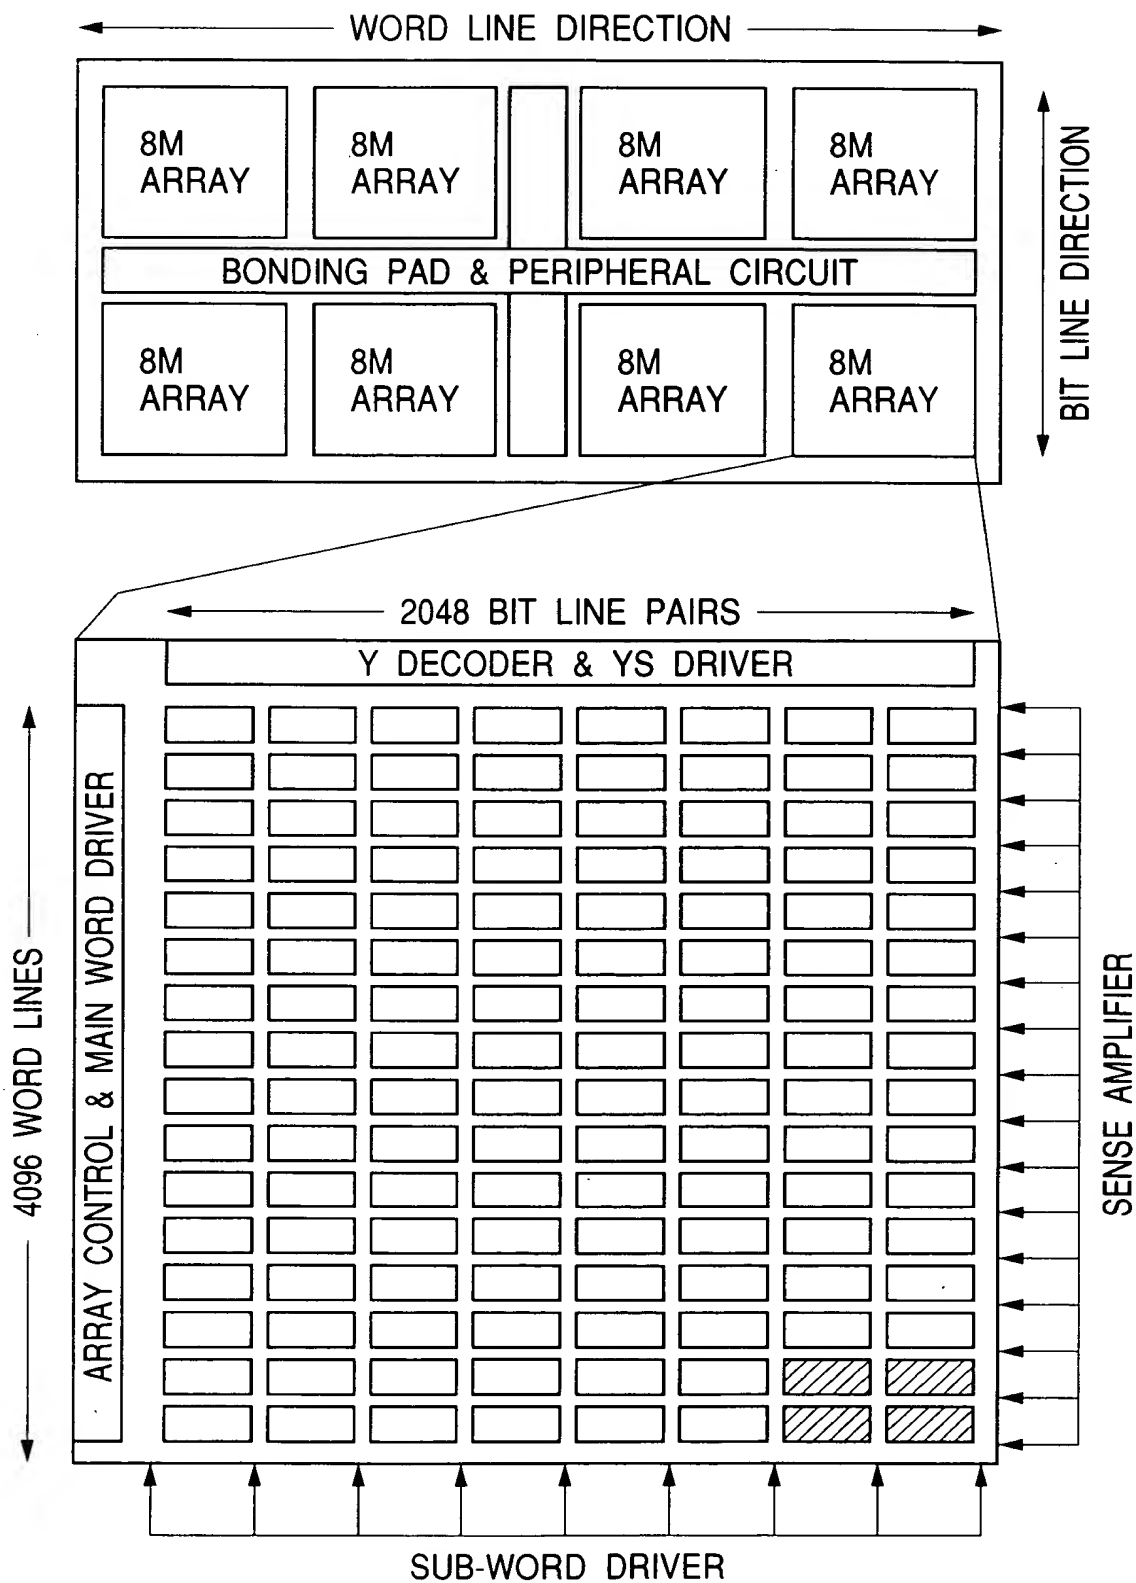 WORD LINE DIRECTION
8M
ARRAY
8M
ARRAY
8M
ARRAY
8M
ARRAY
BIT LINE DIRECTION
BONDING PAD & PERIPHERAL CIRCUIT
8M
ARRAY
8M
ARRAY
8M
ARRAY
8M
ARRAY
2048 BIT LINE PAIRS
Y DECODER & YS DRIVER
4096 WORD LINES
ARRAY CONTROL & MAIN WORD DRIVER
SENSE AMPLIFIER
SUB-WORD DRIVER